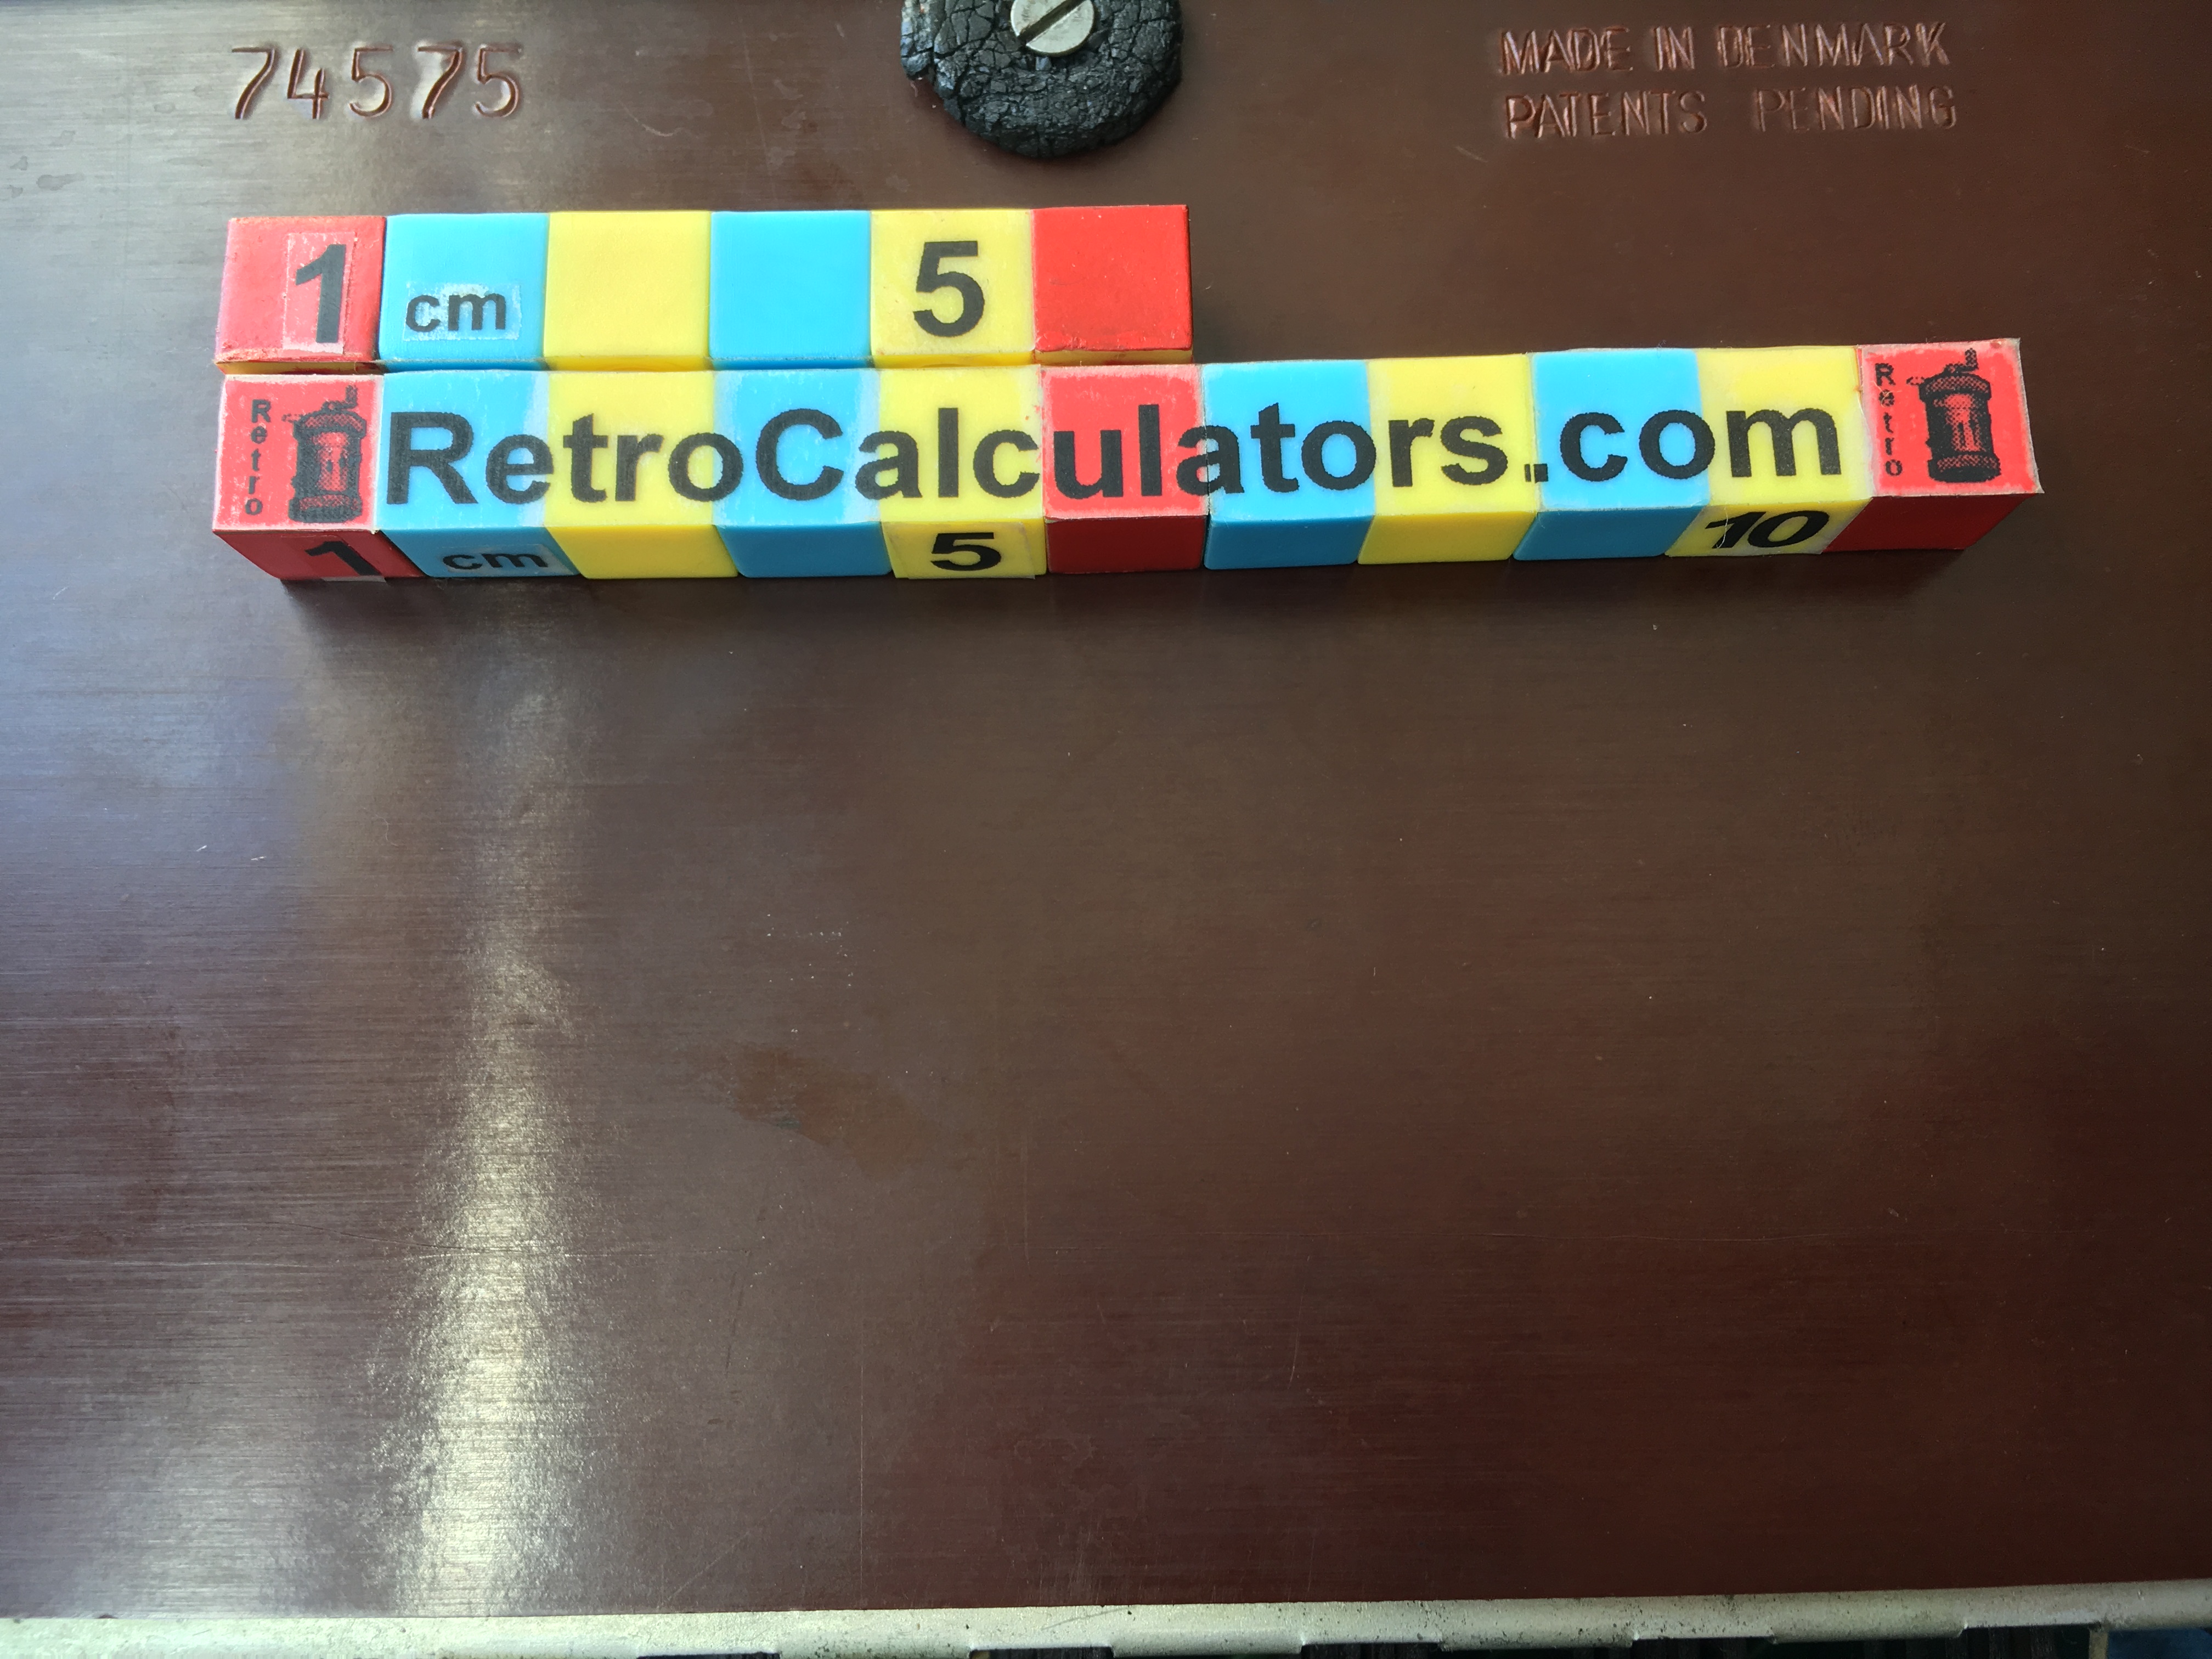 74575
MADE IN DENMARK
PATENTS PENDING
1 cm 5
Retro RetroCalculators.com Retro
1 cm 5 10